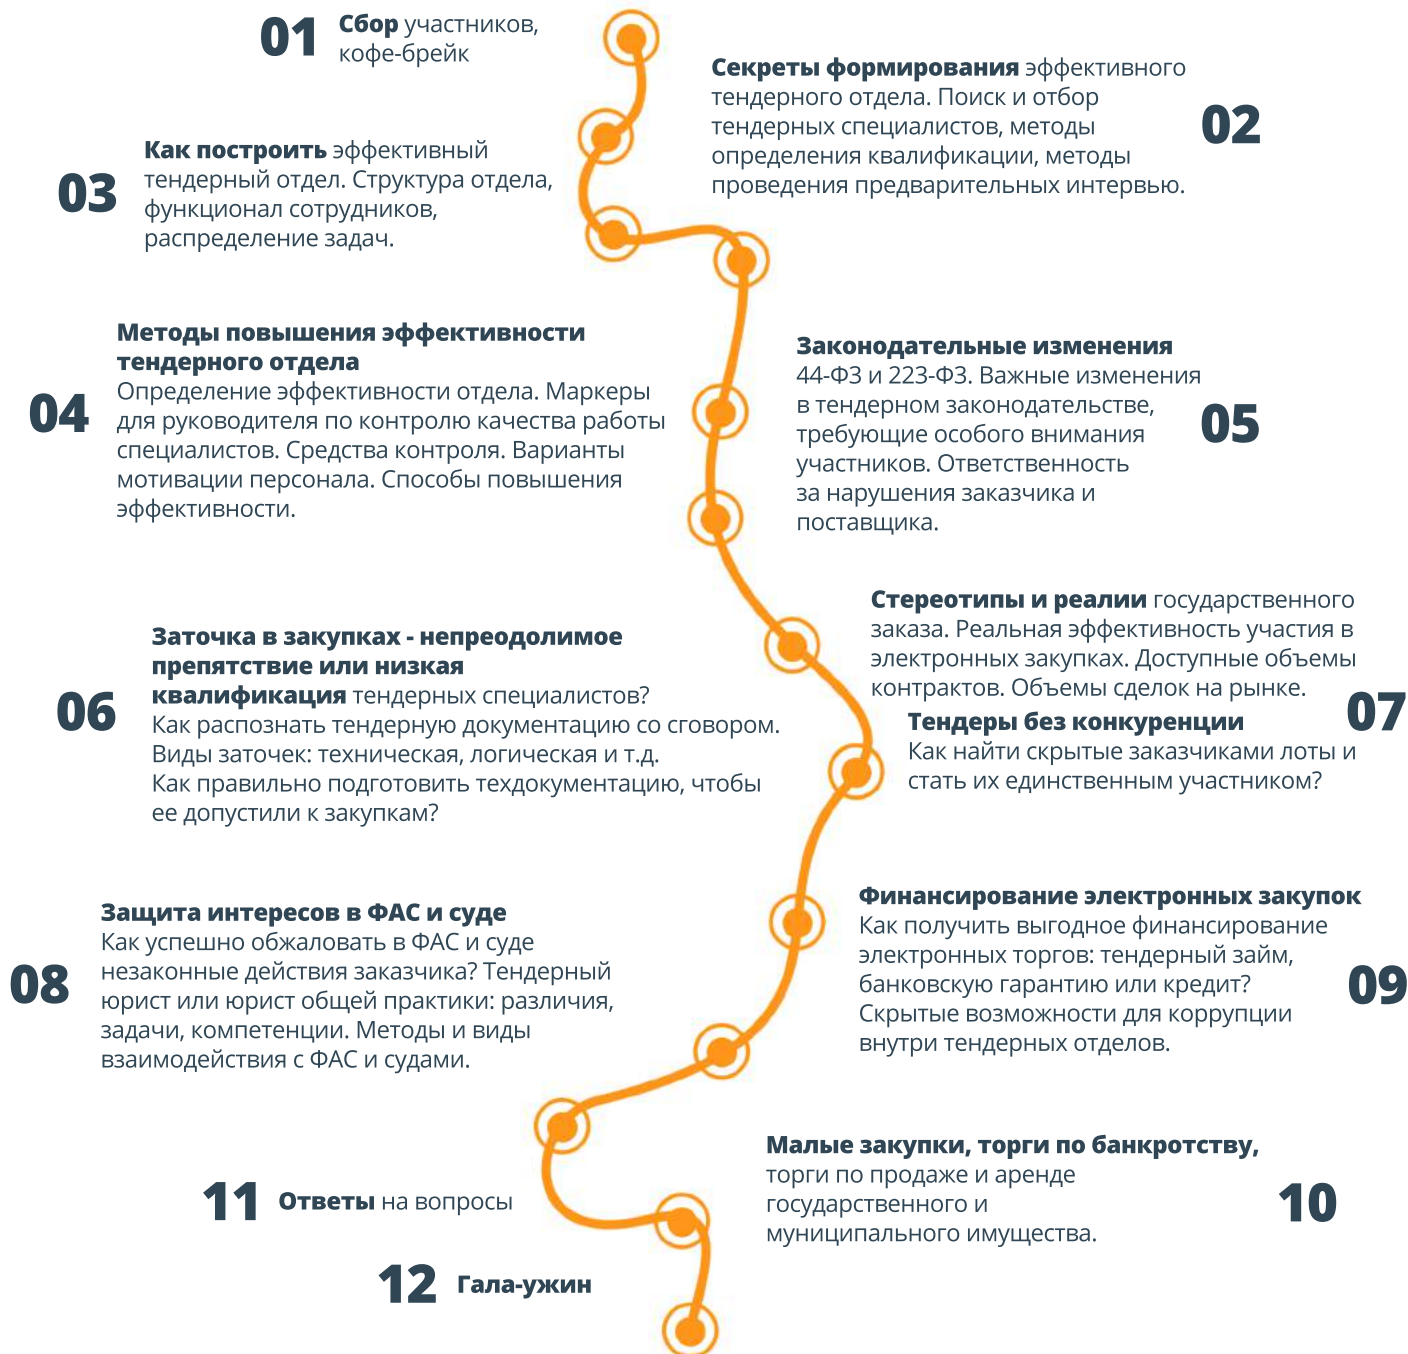 01
Сбор участников,
кофе-брейк
02
Секреты формирования эффективного
тендерного отдела. Поиск и отбор
тендерных специалистов, методы
определения квалификации, методы
проведения предварительных интервью.
03
Как построить эффективный
тендерный отдел. Структура отдела,
функционал сотрудников,
распределение задач.
04
Методы повышения эффективности
тендерного отдела
Определение эффективности отдела. Маркеры
для руководителя по контролю качества работы
специалистов. Средства контроля. Варианты
мотивации персонала. Способы повышения
эффективности.
05
Законодательные изменения
44-ФЗ и 223-ФЗ. Важные изменения
в тендерном законодательстве,
требующие особого внимания
участников. Ответственность
за нарушения заказчика и
поставщика.
06
Заточка в закупках - непреодолимое
препятствие или низкая
квалификация тендерных специалистов?
Как распознать тендерную документацию со сговором.
Виды заточек: техническая, логическая и т.д.
Как правильно подготовить техдокументацию, чтобы
ее допустили к закупкам?
07
Стереотипы и реалии государственного
заказа. Реальная эффективность участия в
электронных закупках. Доступные объемы
контрактов. Объемы сделок на рынке.
Тендеры без конкуренции
Как найти скрытые заказчиками лоты и
стать их единственным участником?
08
Защита интересов в ФАС и суде
Как успешно обжаловать в ФАС и суде
незаконные действия заказчика? Тендерный
юрист или юрист общей практики: различия,
задачи, компетенции. Методы и виды
взаимодействия с ФАС и судами.
09
Финансирование электронных закупок
Как получить выгодное финансирование
электронных торгов: тендерный займ,
банковскую гарантию или кредит?
Скрытые возможности для коррупции
внутри тендерных отделов.
10
Малые закупки, торги по банкротству,
торги по продаже и аренде
государственного и
муниципального имущества.
11
Ответы на вопросы
12
Гала-ужин